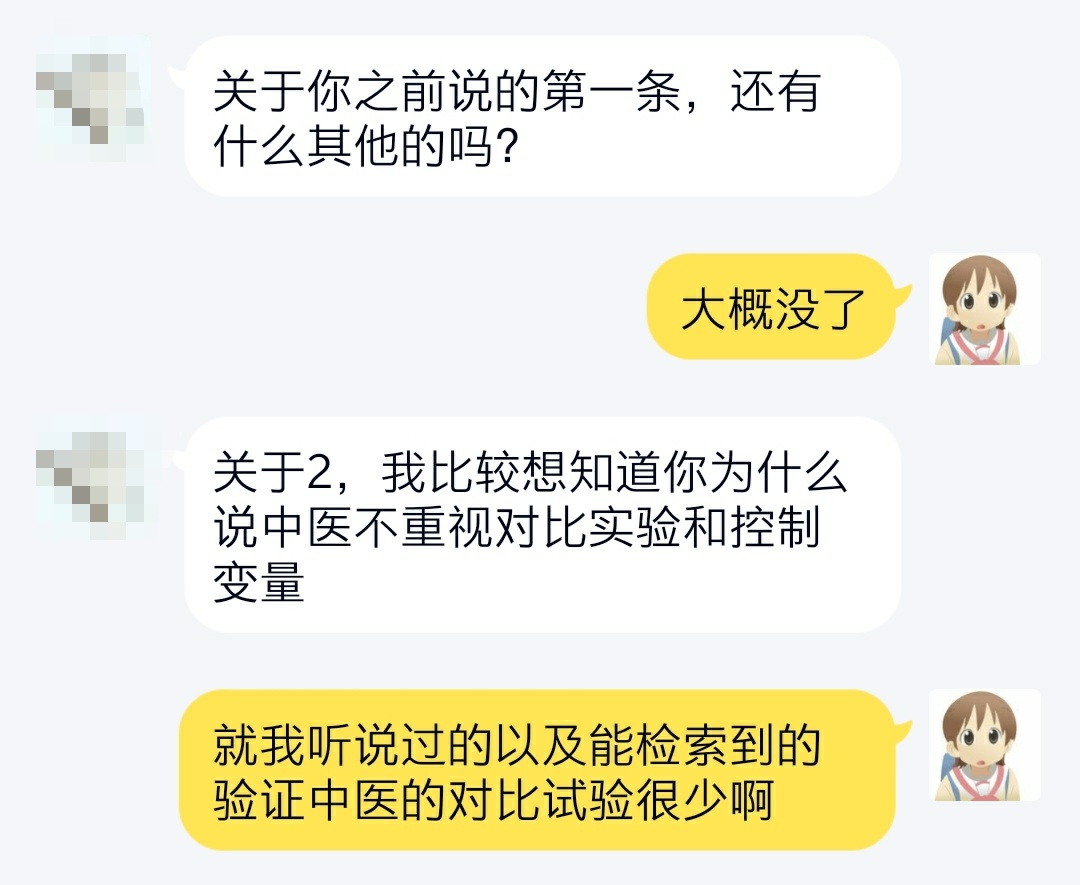 关于你之前说的第一条，还有
什么其他的吗？
大概没了
关于2，我比较想知道你为什么
说中医不重视对比实验和控制
变量
就我听说过的以及能检索到的
验证中医的对比试验很少啊